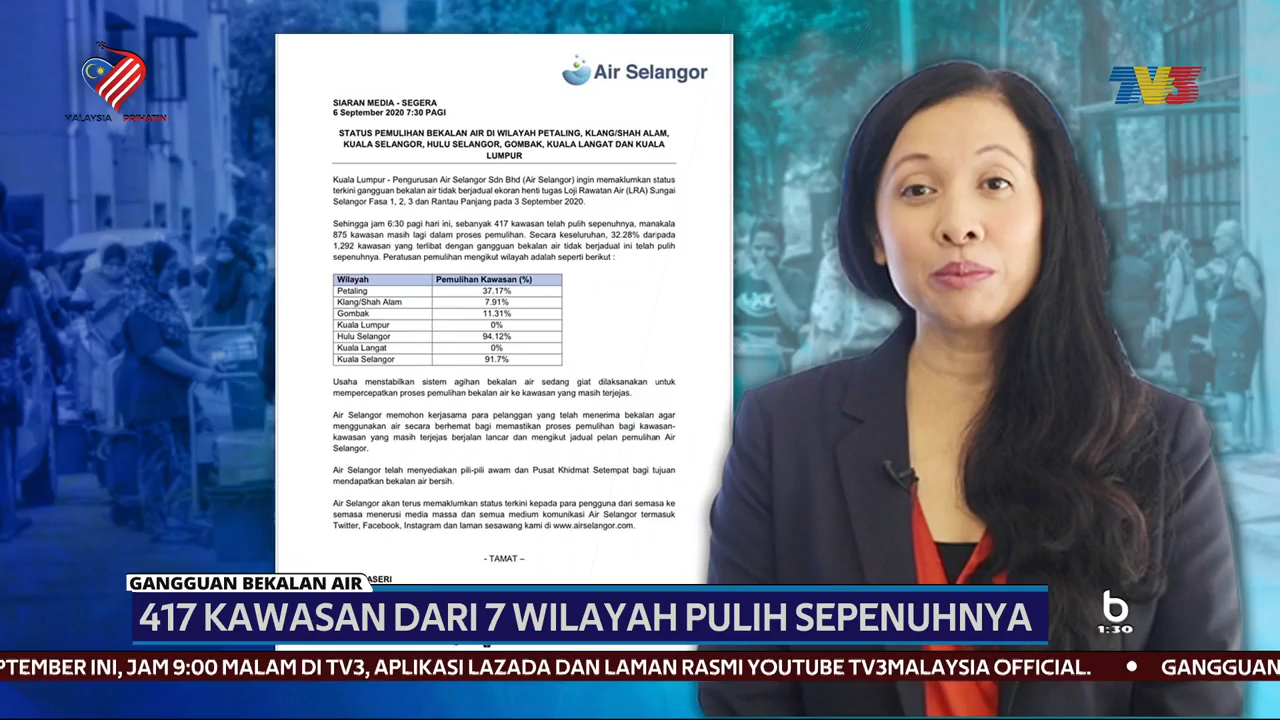 MALAYSIA PRIHATIN
Air Selangor
TV3
SIARAN MEDIA - SEGERA
6 September 2020 7:30 PAGI
STATUS PEMULIHAN BEKALAN AIR DI WILAYAH PETALING, KLANG/SHAH ALAM,
KUALA SELANGOR, HULU SELANGOR, GOMBAK, KUALA LANGAT DAN KUALA
LUMPUR
Kuala Lumpur - Pengurusan Air Selangor Sdn Bhd (Air Selangor) ingin memaklumkan status
terkini gangguan bekalan air tidak berjadual ekoran henti tugas Loji Rawatan Air (LRA) Sungai
Selangor Fasa 1, 2, 3 dan Rantau Panjang pada 3 September 2020.
Sehingga jam 6:30 pagi hari ini, sebanyak 417 kawasan telah pulih sepenuhnya, manakala
875 kawasan masih lagi dalam proses pemulihan. Secara keseluruhan, 32.28% daripada
1,292 kawasan yang terlibat dengan gangguan bekalan air tidak berjadual ini telah pulih
sepenuhnya. Peratusan pemulihan mengikut wilayah adalah seperti berikut :
Wilayah Pemulihan Kawasan (%)
Petaling 37.17%
Klang/Shah Alam 7.91%
Gombak 11.31%
Kuala Lumpur 0%
Hulu Selangor 94.12%
Kuala Langat 0%
Kuala Selangor 91.7%
Usaha menstabilkan sistem agihan bekalan air sedang giat dilaksanakan untuk
mempercepatkan proses pemulihan bekalan air ke kawasan yang masih terjejas.
Air Selangor memohon kerjasama para pelanggan yang telah menerima bekalan agar
menggunakan air secara berhemat bagi memastikan proses pemulihan bagi kawasan-
kawasan yang masih terjejas berjalan lancar dan mengikut jadual pelan pemulihan Air
Selangor.
Air Selangor telah menyediakan pili-pili awam dan Pusat Khidmat Setempat bagi tujuan
mendapatkan bekalan air bersih.
Air Selangor akan terus memaklumkan status terkini kepada para pengguna dari semasa ke
semasa menerusi media massa dan semua medium komunikasi Air Selangor termasuk
Twitter, Facebook, Instagram dan laman sesawang kami di www.airselangor.com.
- TAMAT –
ASERI
GANGGUAN BEKALAN AIR
417 KAWASAN DARI 7 WILAYAH PULIH SEPENUHNYA
b
1:30
PTEMBER INI, JAM 9:00 MALAM DI TV3, APLIKASI LAZADA DAN LAMAN RASMI YOUTUBE TV3MALAYSIA OFFICIAL. • GANGGUAN